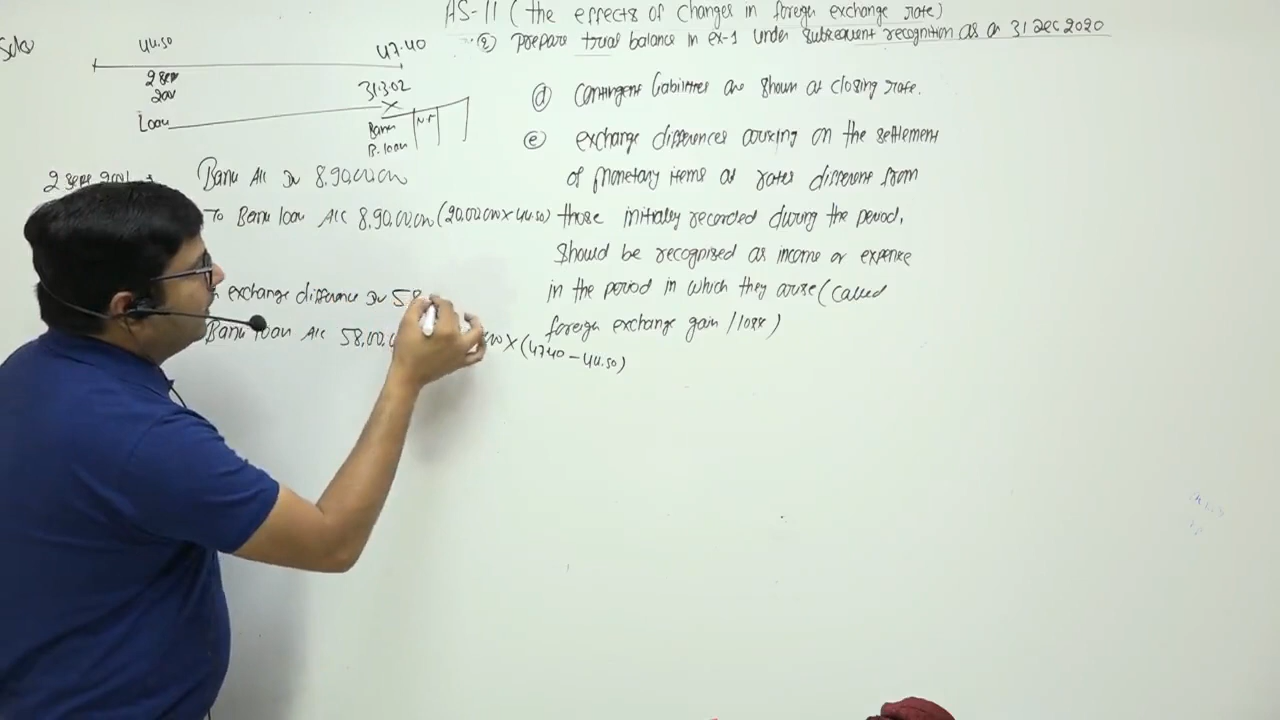 AS-11 (the effects of changes in foreign exchange rate)
Q) prepare trial balance in ex-1 under subsequent recognition as on 31 Dec 2020
Soln
44.50
47.40
2 sep
31.3.02
Loan
Bank
B. loan
d) contingent liabilities are shown at closing rate.
e) exchange differences arising on the settlement
of monetary items at rates different from
those initially recorded during the period,
should be recognised as income or expense
in the period in which they arise (called
foreign exchange gain / loss)
2 Sept 2001
Bank A/c Dr 8,90,00,000
To Bank loan A/c 8,90,00,000 (20,00,000 x 44.50)
exchange difference Dr 58
Bank loan A/c 58,00,
x (47.40 - 44.50)